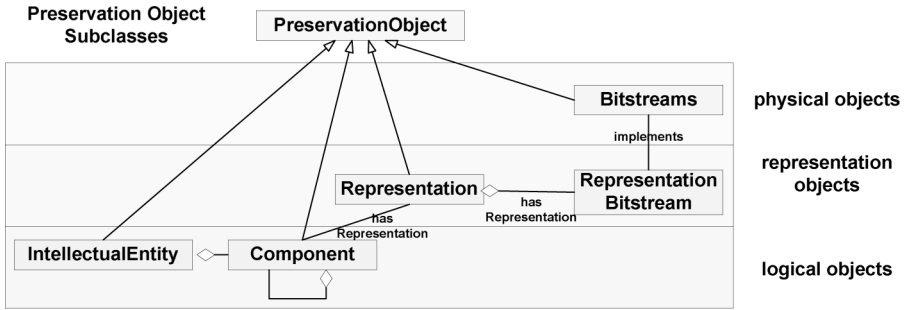 Preservation Object
Subclasses
PreservationObject
Bitstreams
physical objects
implements
representation
objects
Representation
Representation
Bitstream
has
Representation
has
Representation
IntellectualEntity
Component
logical objects